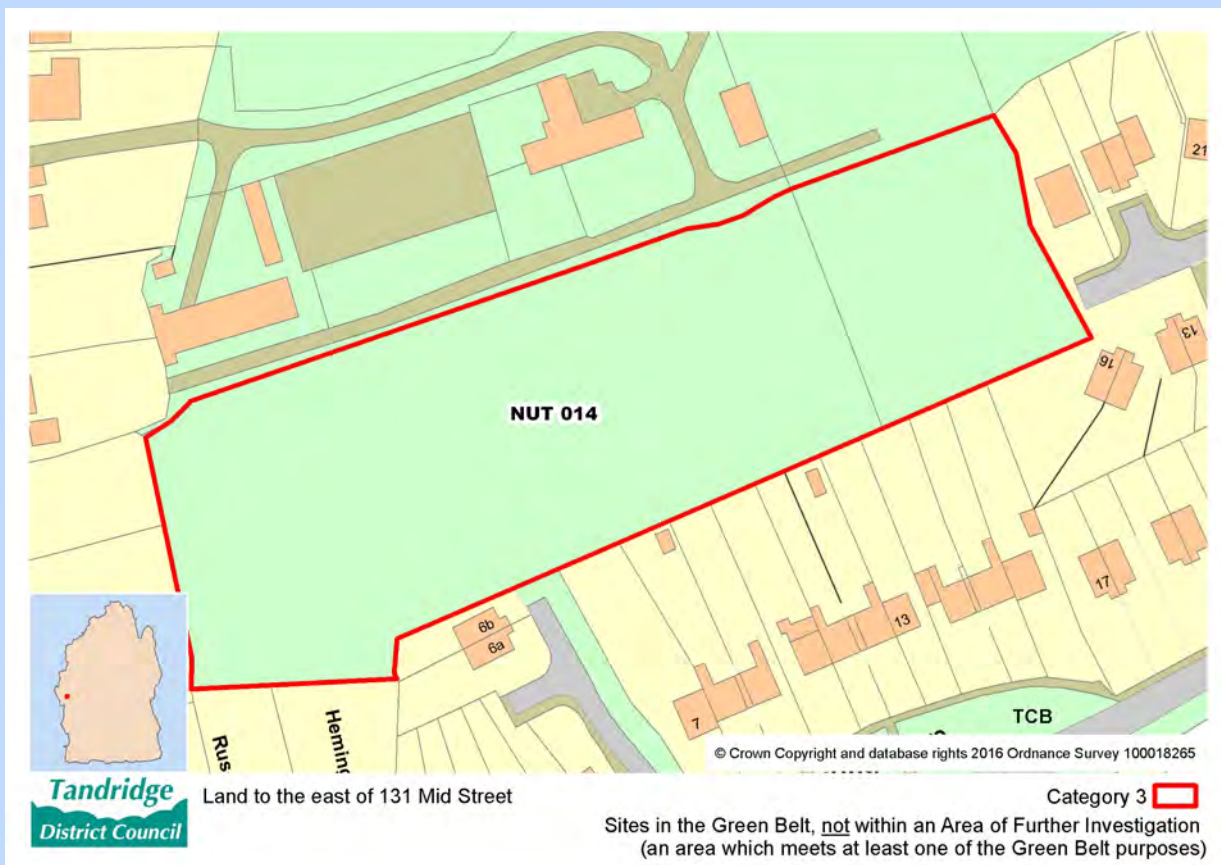 21
NUT 014
13
16
6b
6a
13
17
7
TCB
Rus
Heming
© Crown Copyright and database rights 2016 Ordnance Survey 100018265
Tandridge
District Council
Land to the east of 131 Mid Street
Category 3
Sites in the Green Belt, not within an Area of Further Investigation
(an area which meets at least one of the Green Belt purposes)